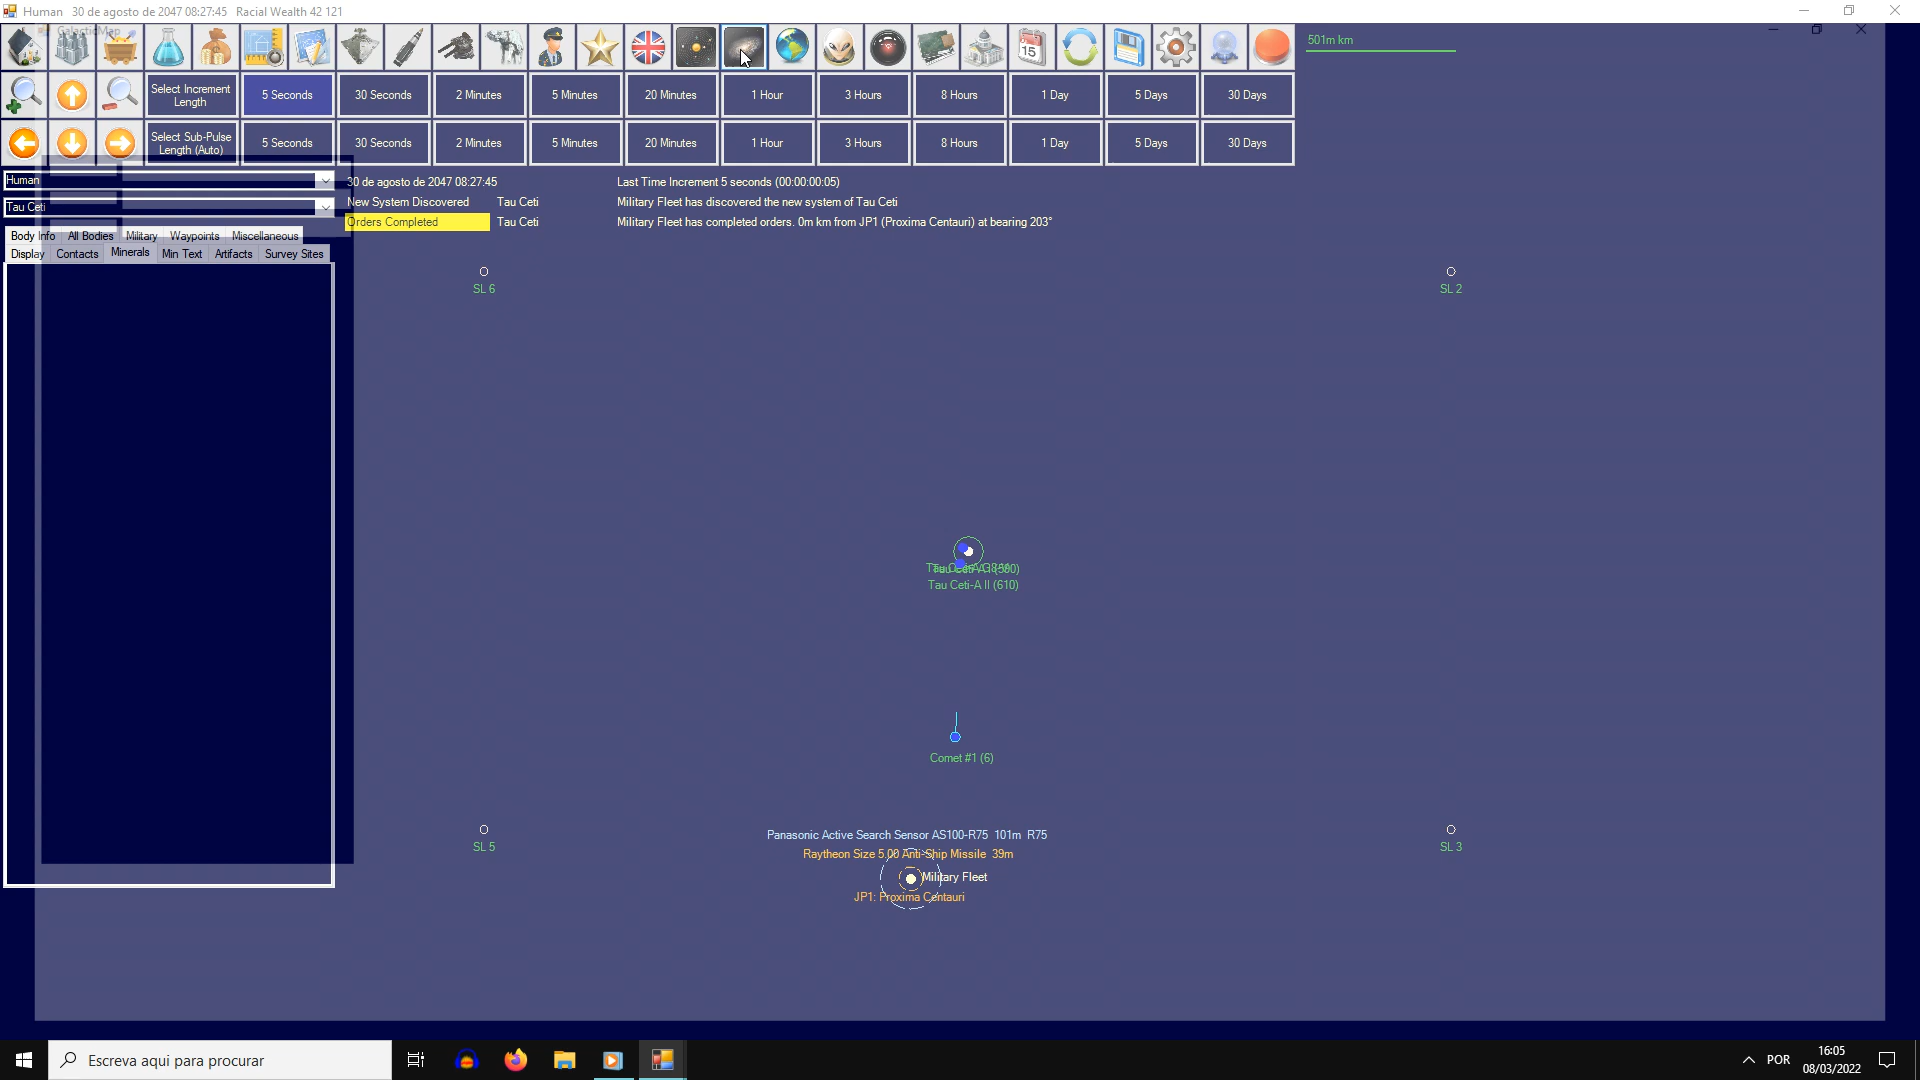 Human 30 de agosto de 2047 08:27:45 Racial Wealth 42 121
GalacticMap
501m km
Select Increment Length
5 Seconds
30 Seconds
2 Minutes
5 Minutes
20 Minutes
1 Hour
3 Hours
8 Hours
1 Day
5 Days
30 Days
Select Sub-Pulse Length (Auto)
5 Seconds
30 Seconds
2 Minutes
5 Minutes
20 Minutes
1 Hour
3 Hours
8 Hours
1 Day
5 Days
30 Days
15
Human
Tau Ceti
30 de agosto de 2047 08:27:45 Last Time Increment 5 seconds (00:00:00:05)
New System Discovered Tau Ceti Military Fleet has discovered the new system of Tau Ceti
Orders Completed Tau Ceti Military Fleet has completed orders. 0m km from JP1 (Proxima Centauri) at bearing 203°
Body Info All Bodies Military Waypoints Miscellaneous
Display Contacts Minerals Min Text Artifacts Survey Sites
SL 6
SL 2
Tau Ceti-A II (610)
Comet #1 (6)
Panasonic Active Search Sensor AS100-R75 101m R75
SL 5
SL 3
Raytheon Size 5.00 Anti-Ship Missile 39m
Military Fleet
JP1: Proxima Centauri
Escreva aqui para procurar
POR
16:05
08/03/2022